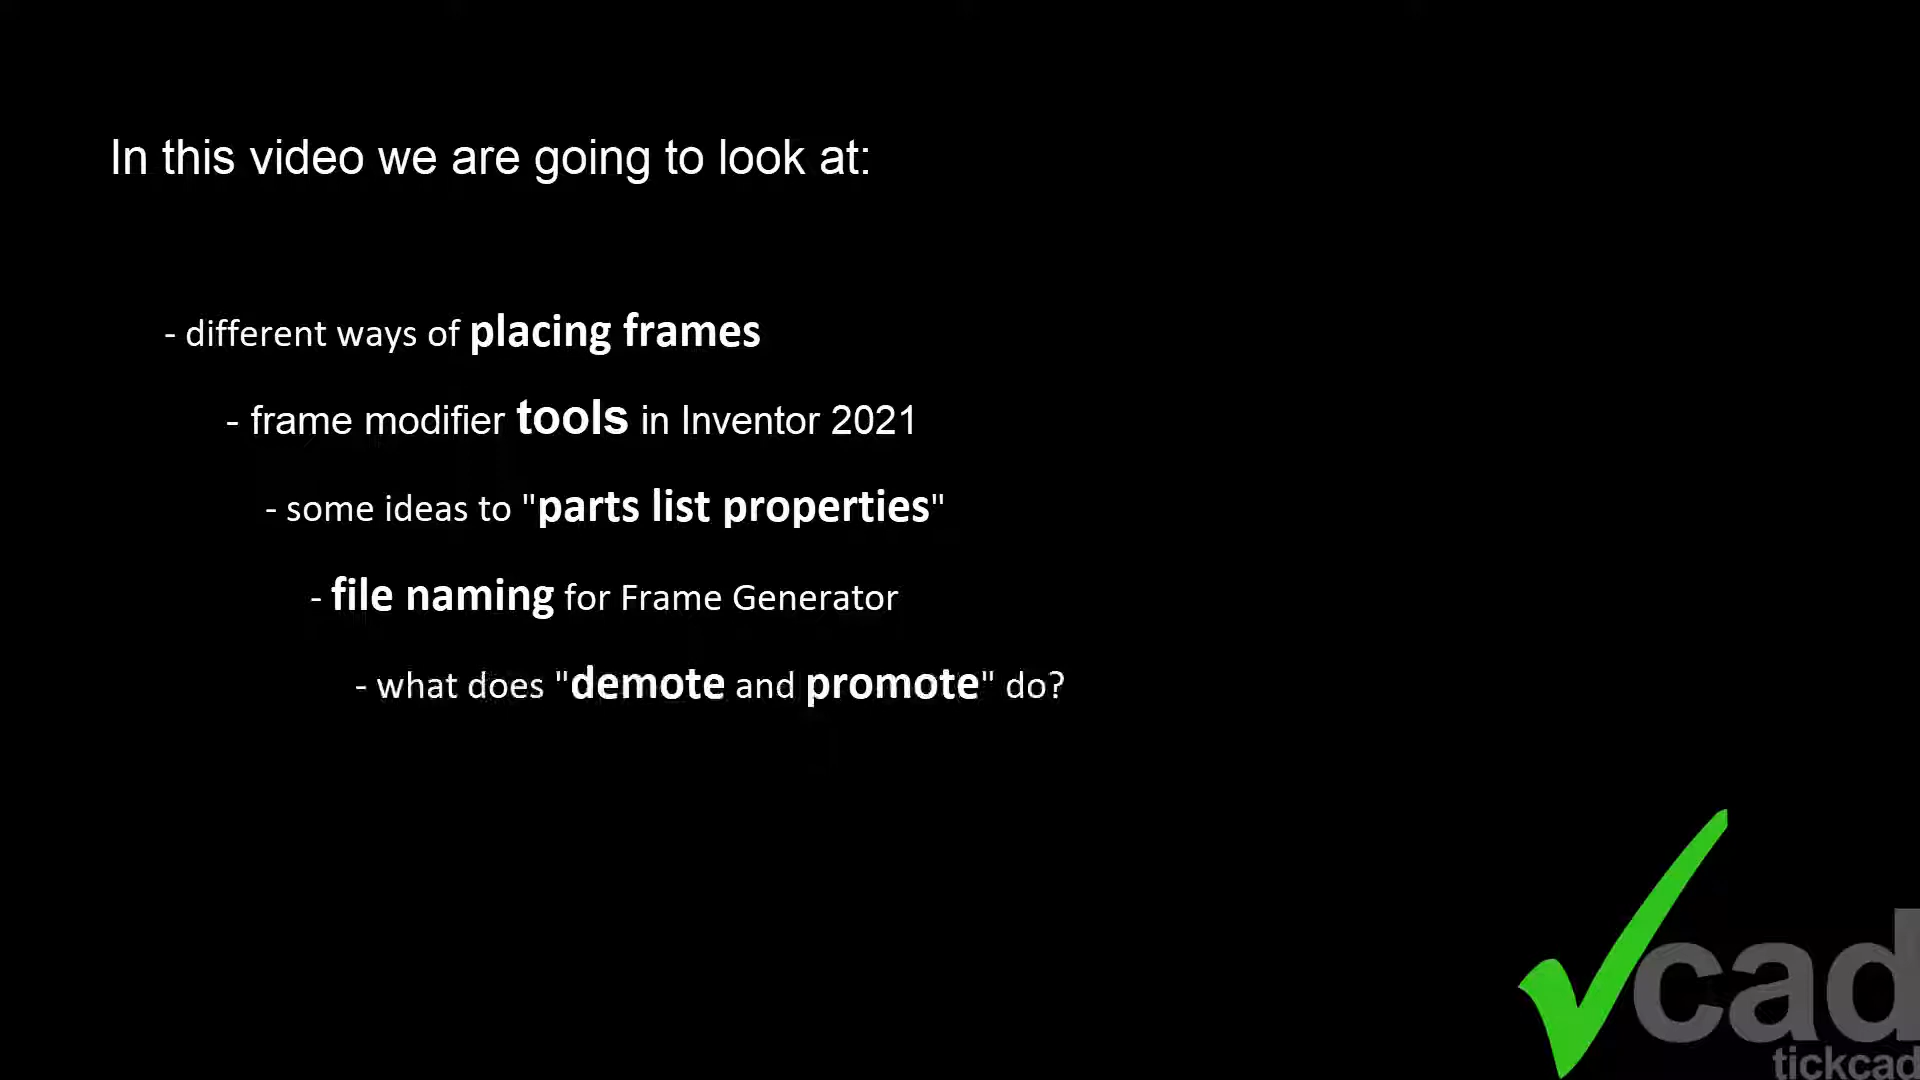 In this video we are going to look at:
- different ways of placing frames
- frame modifier tools in Inventor 2021
- some ideas to "parts list properties"
- file naming for Frame Generator
- what does "demote and promote" do?
cad
tickcad